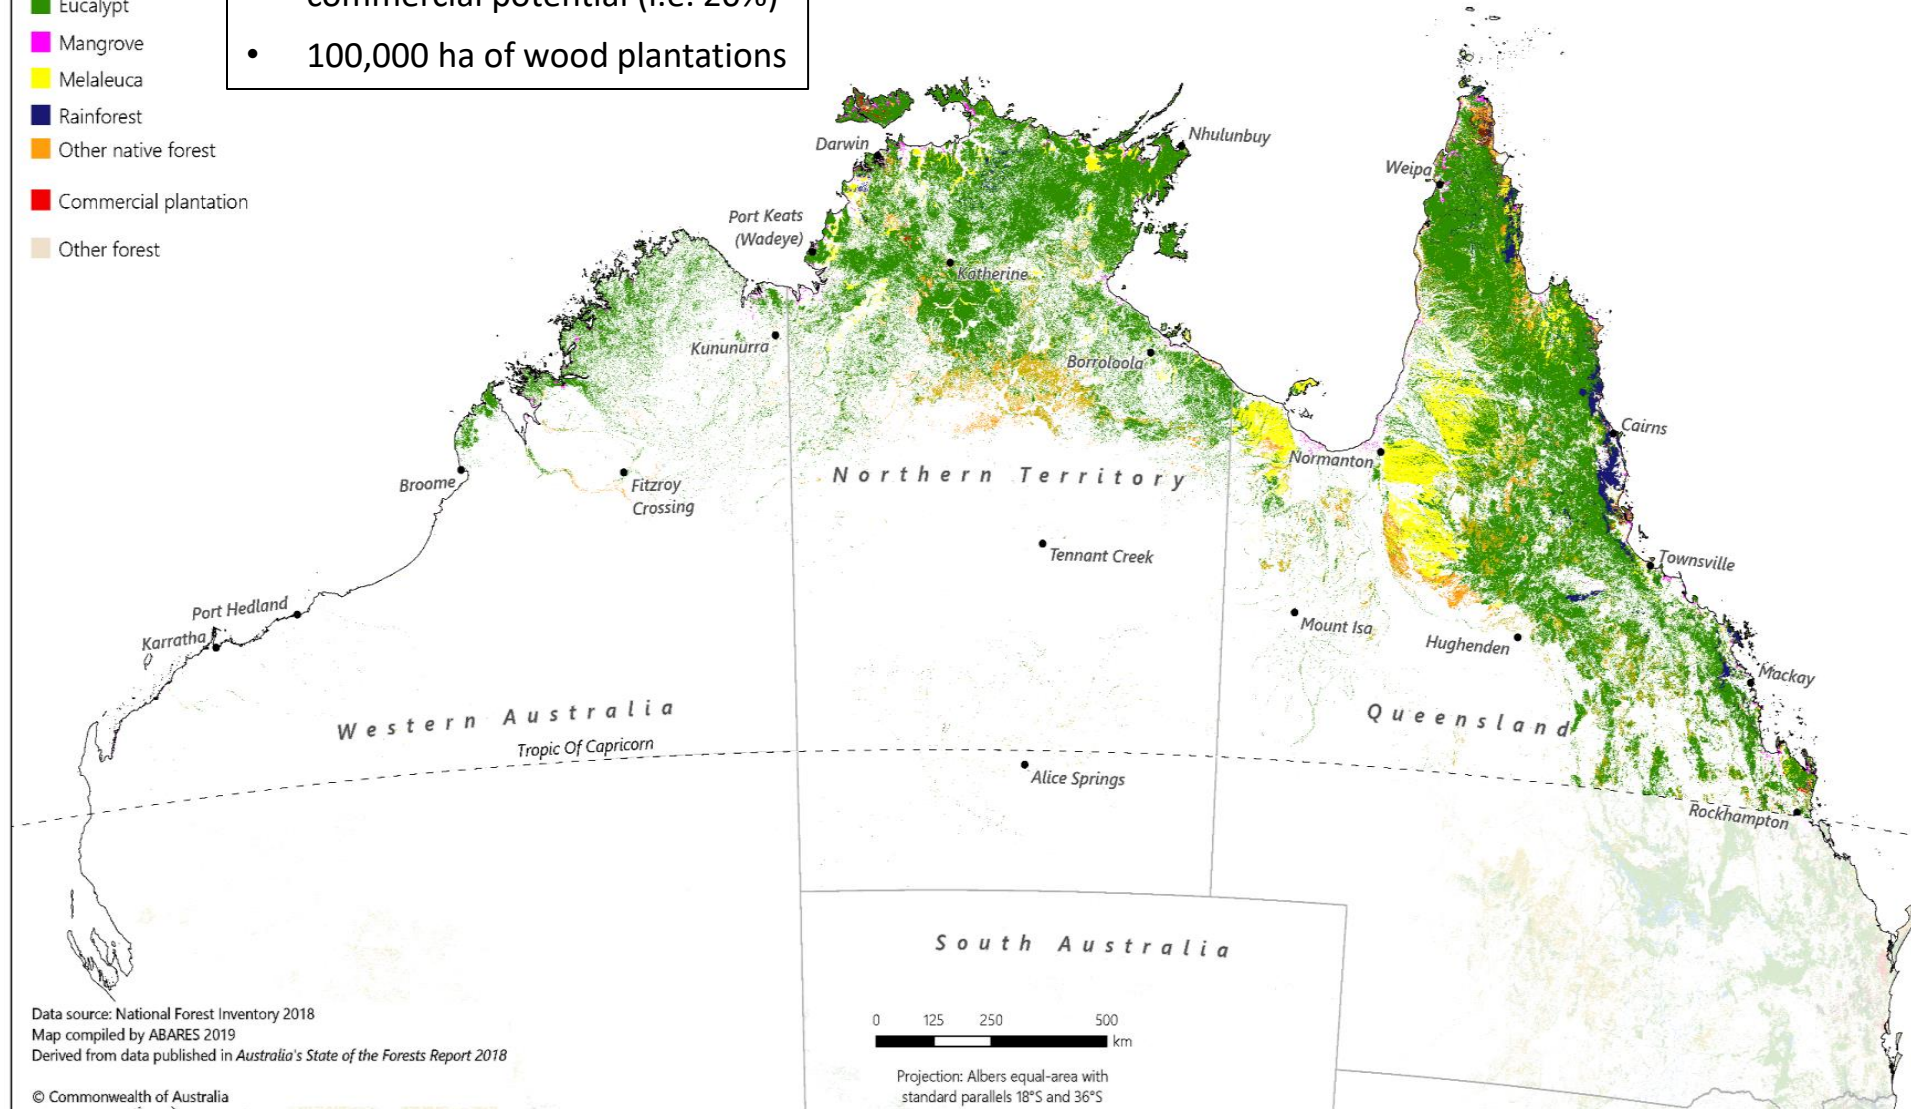 Eucalypt
Mangrove
Melaleuca
Rainforest
Other native forest
Commercial plantation
Other forest
commercial potential (i.e. 20%)
• 100,000 ha of wood plantations
Darwin
Nhulunbuy
Weipa
Port Keats
(Wadeye)
Katherine
Kununurra
Borroloola
Cairns
Normanton
Broome
Fitzroy
Crossing
Northern Territory
Tennant Creek
Townsville
Port Hedland
Karratha
Mount Isa
Hughenden
Mackay
Western Australia
Queensland
Tropic Of Capricorn
Alice Springs
Rockhampton
South Australia
0 125 250 500
km
Projection: Albers equal-area with
standard parallels 18°S and 36°S
Data source: National Forest Inventory 2018
Map compiled by ABARES 2019
Derived from data published in Australia's State of the Forests Report 2018
© Commonwealth of Australia